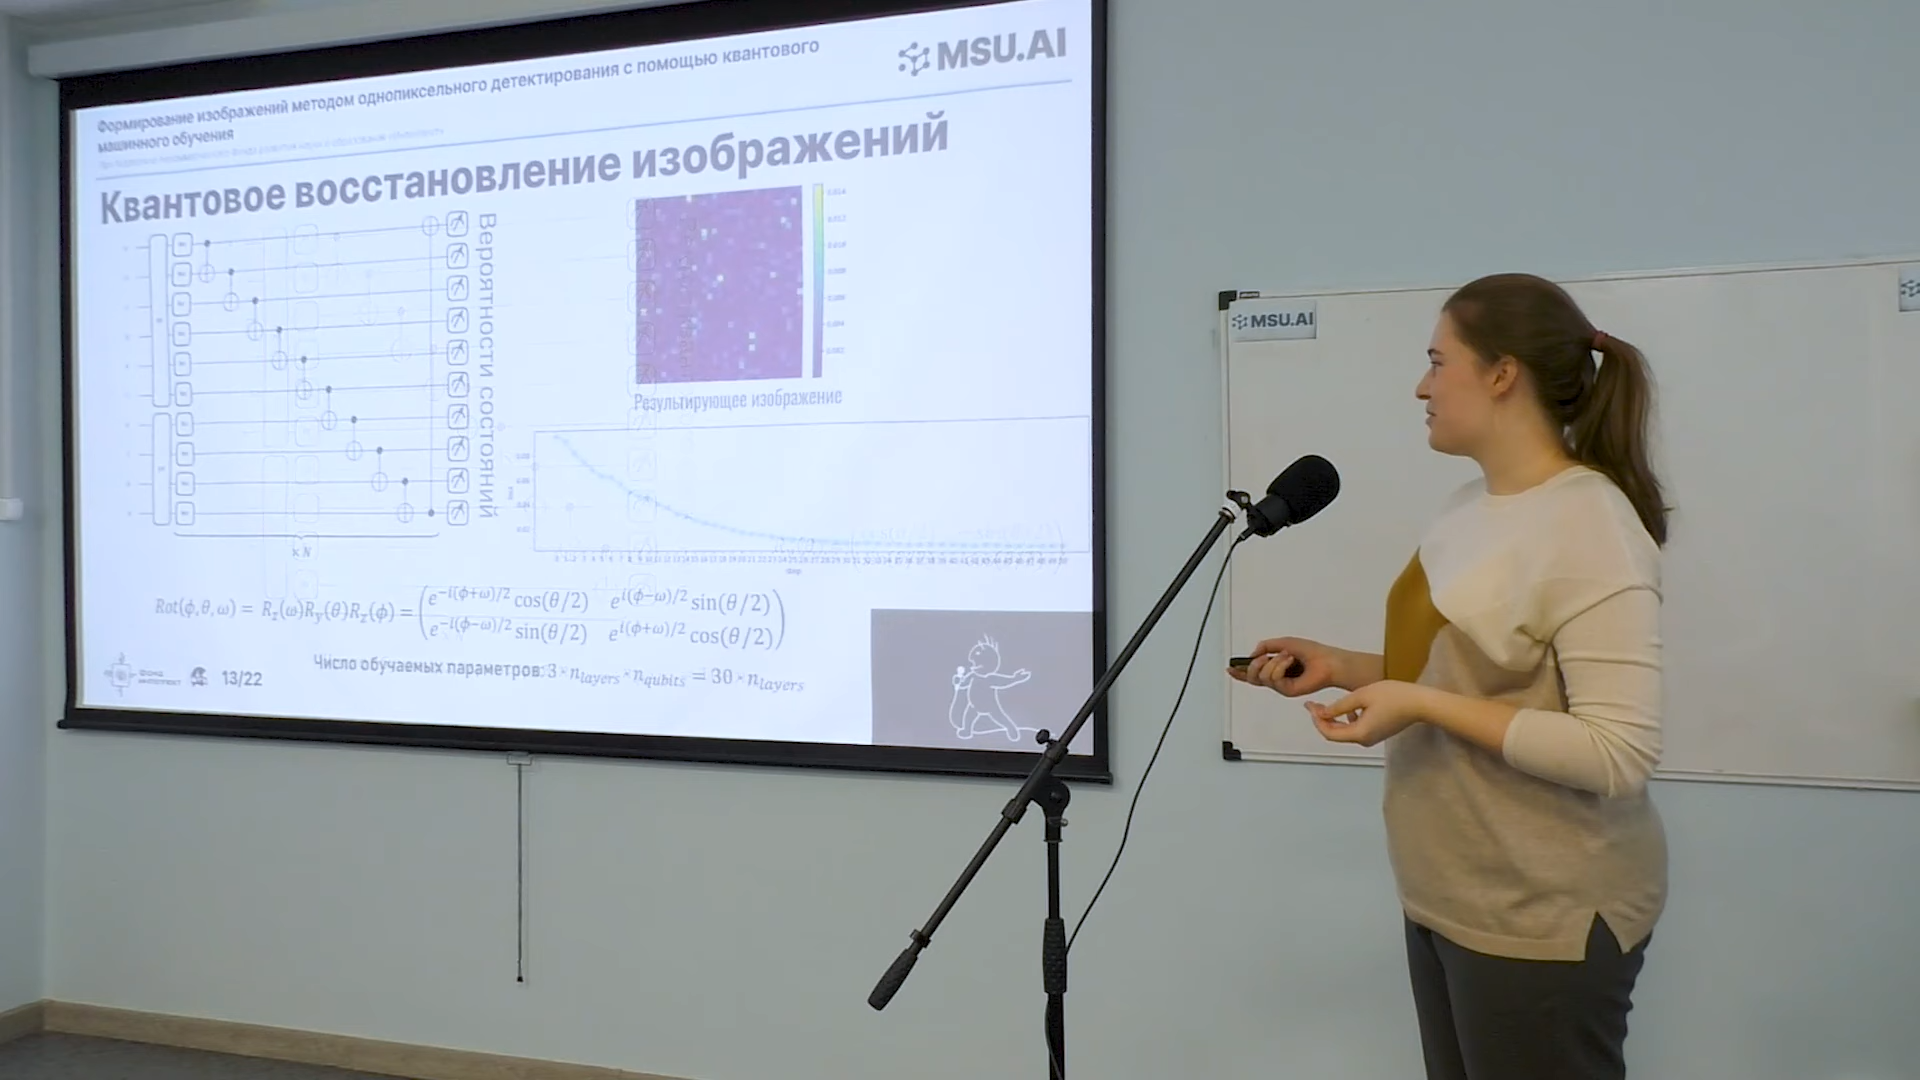 Формирование изображений методом однопиксельного детектирования с помощью квантового
машинного обучения
MSU.AI
Квантовое восстановление изображений
Вероятности состояний
Результирующее изображение
× N
Rot(ϕ,θ,ω) = R_z(ω)R_y(θ)R_z(ϕ) = (e^{-i(ϕ+ω)/2} cos(θ/2) e^{i(ϕ−ω)/2} sin(θ/2)
e^{-i(ϕ−ω)/2} sin(θ/2) e^{i(ϕ+ω)/2} cos(θ/2))
Число обучаемых параметров: 3 * n_layers * n_qubits = 30 * n_layers
ФОНД
ИНТЕЛЛЕКТ
13/22
MSU.AI